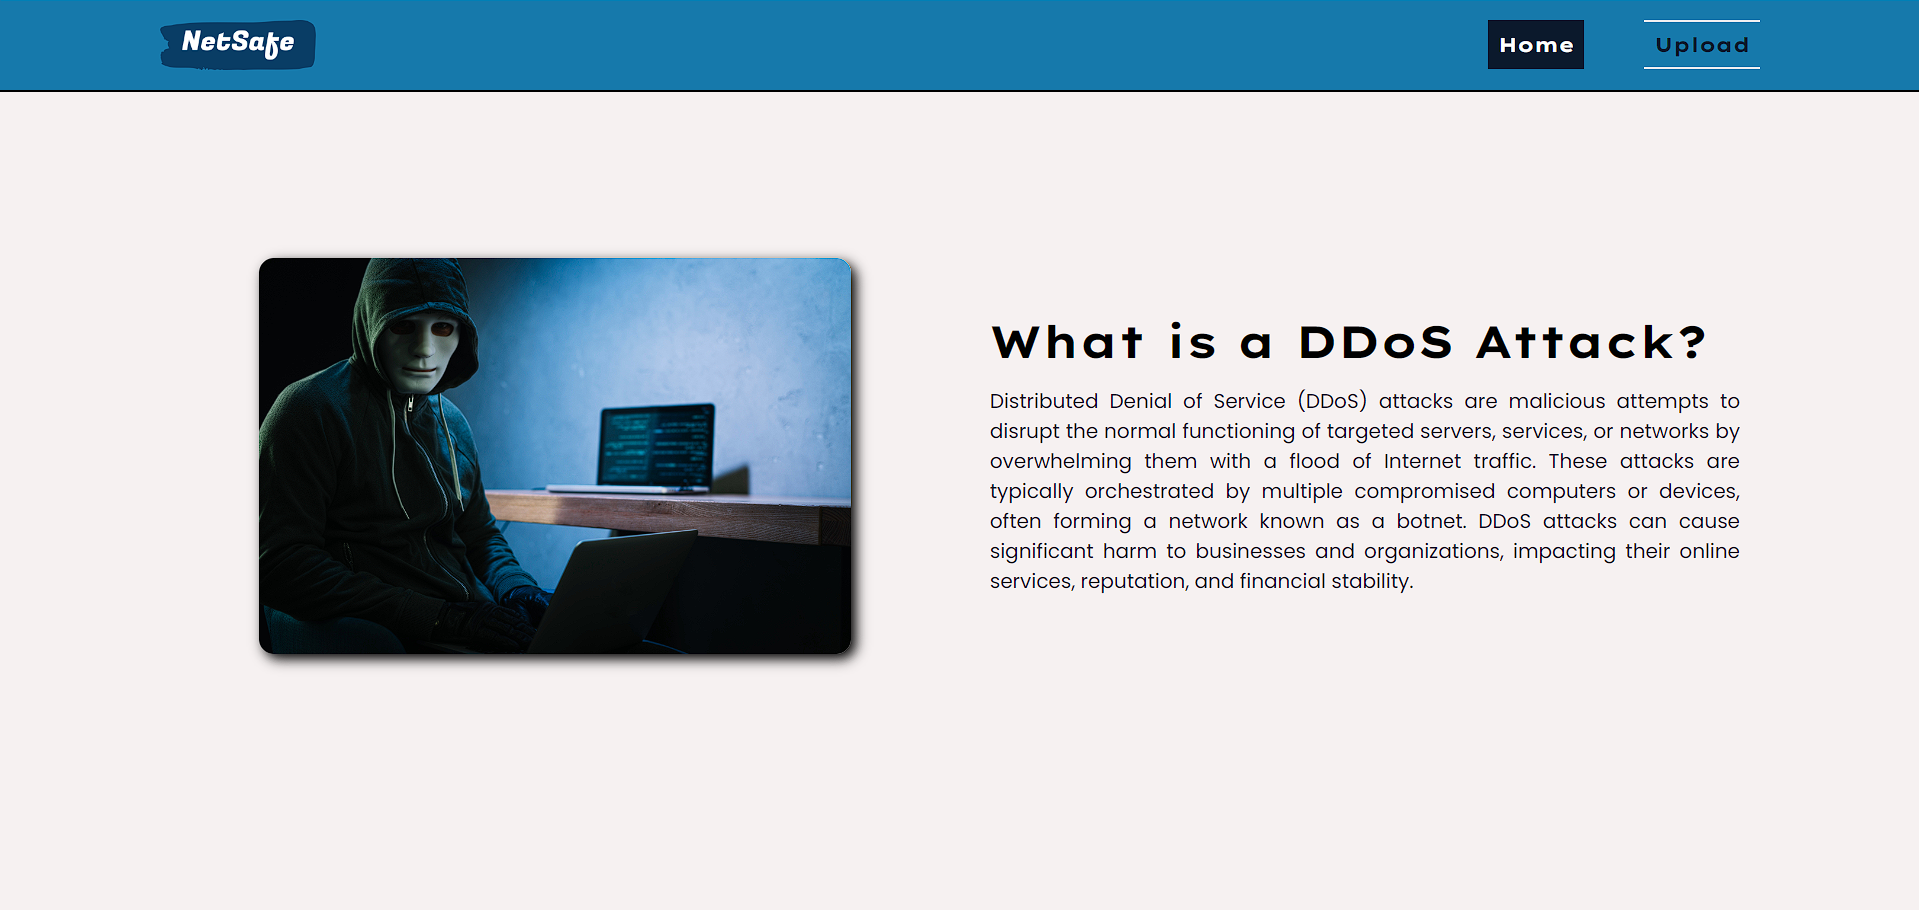 NetSafe
Home
Upload
What is a DDoS Attack?
Distributed Denial of Service (DDoS) attacks are malicious attempts to
disrupt the normal functioning of targeted servers, services, or networks by
overwhelming them with a flood of Internet traffic. These attacks are
typically orchestrated by multiple compromised computers or devices,
often forming a network known as a botnet. DDoS attacks can cause
significant harm to businesses and organizations, impacting their online
services, reputation, and financial stability.